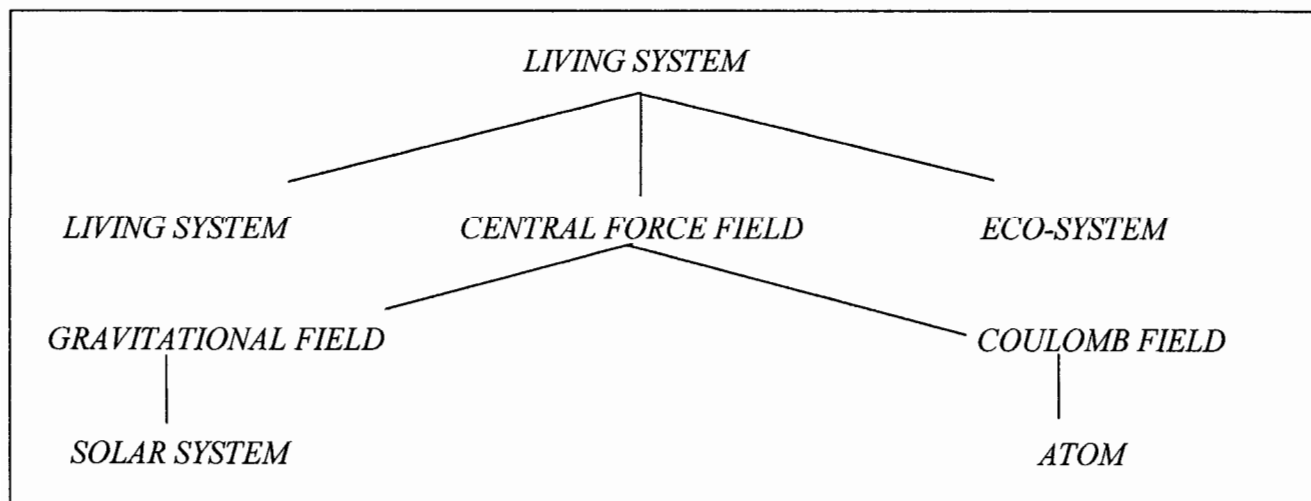 LIVING SYSTEM
LIVING SYSTEM CENTRAL FORCE FIELD ECO-SYSTEM
GRAVITATIONAL FIELD COULOMB FIELD
SOLAR SYSTEM ATOM